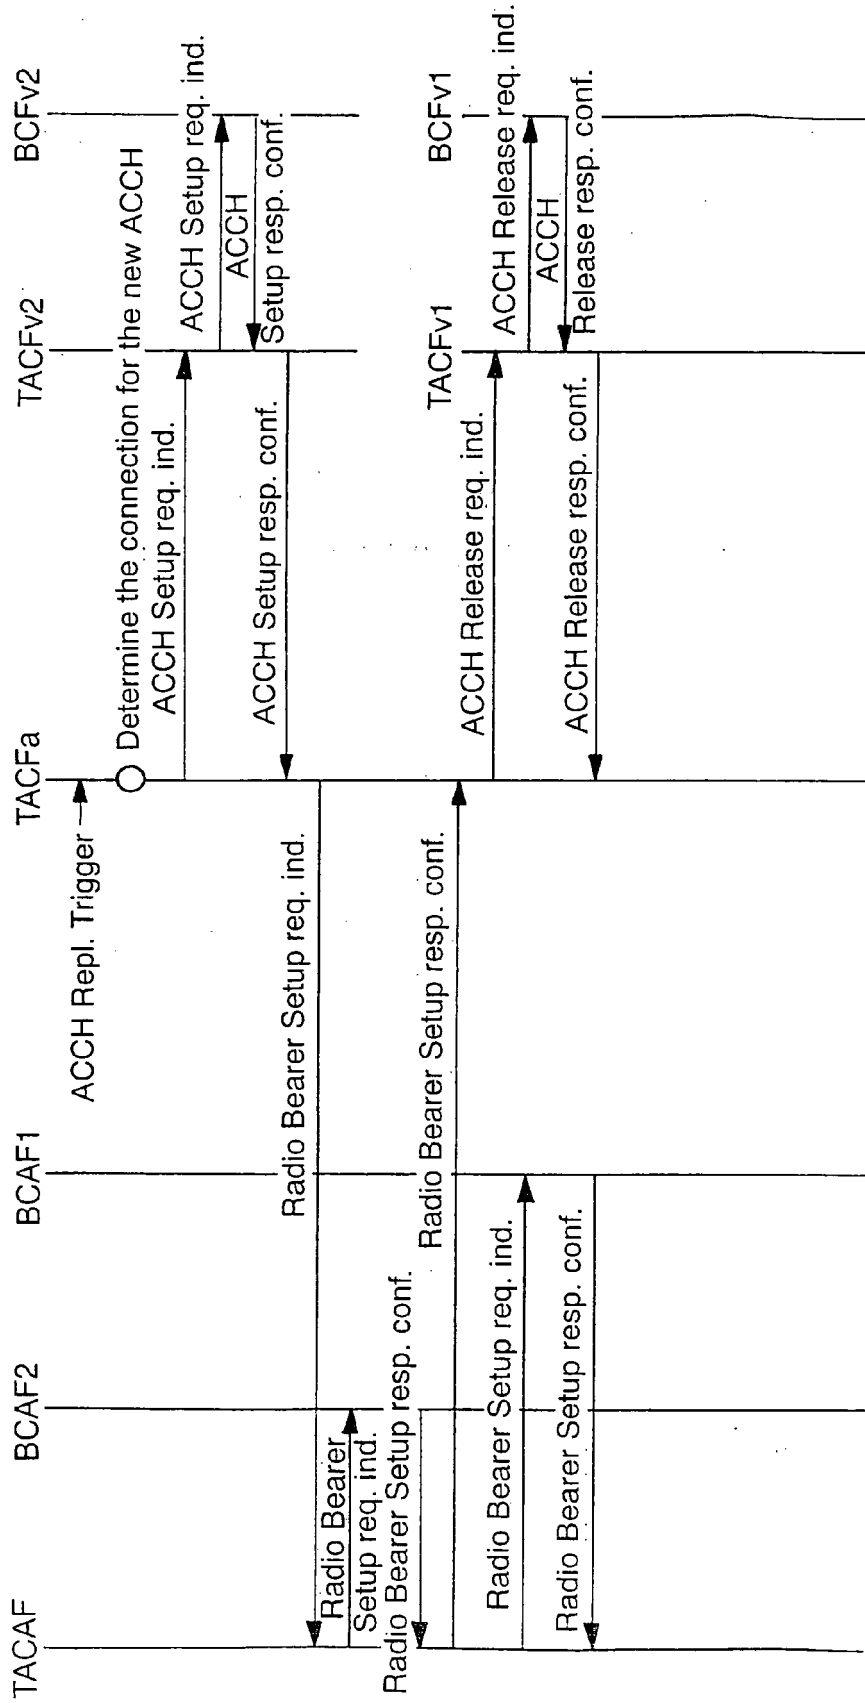 TACAF
BCAF2
BCAF1
TACFa
TACFv2
BCFv2
ACCH Repl. Trigger
Determine the connection for the new ACCH
ACCH Setup req. ind.
ACCH Setup req. ind.
ACCH
Setup resp. conf.
ACCH Setup resp. conf.
Radio Bearer Setup req. ind.
Radio Bearer
Setup req. ind.
Radio Bearer Setup resp. conf.
Radio Bearer Setup resp. conf.
TACFv1
BCFv1
ACCH Release req. ind.
ACCH Release req. ind.
ACCH
Release resp. conf.
ACCH Release resp. conf.
Radio Bearer Setup req. ind.
Radio Bearer Setup resp. conf.